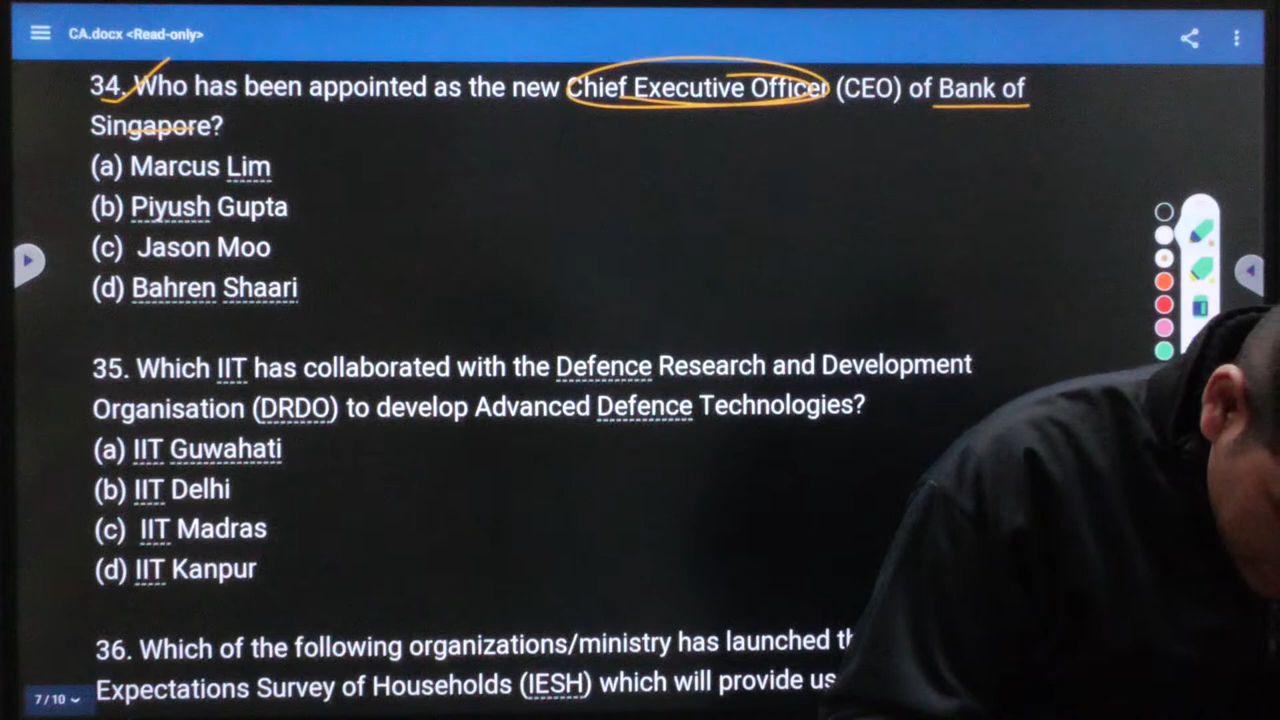 CA.docx <Read-only>
34. Who has been appointed as the new Chief Executive Officer (CEO) of Bank of
Singapore?
(a) Marcus Lim
(b) Piyush Gupta
(c) Jason Moo
(d) Bahren Shaari
35. Which IIT has collaborated with the Defence Research and Development
Organisation (DRDO) to develop Advanced Defence Technologies?
(a) IIT Guwahati
(b) IIT Delhi
(c) IIT Madras
(d) IIT Kanpur
36. Which of the following organizations/ministry has launched
Expectations Survey of Households (IESH) which will provide us
7/10